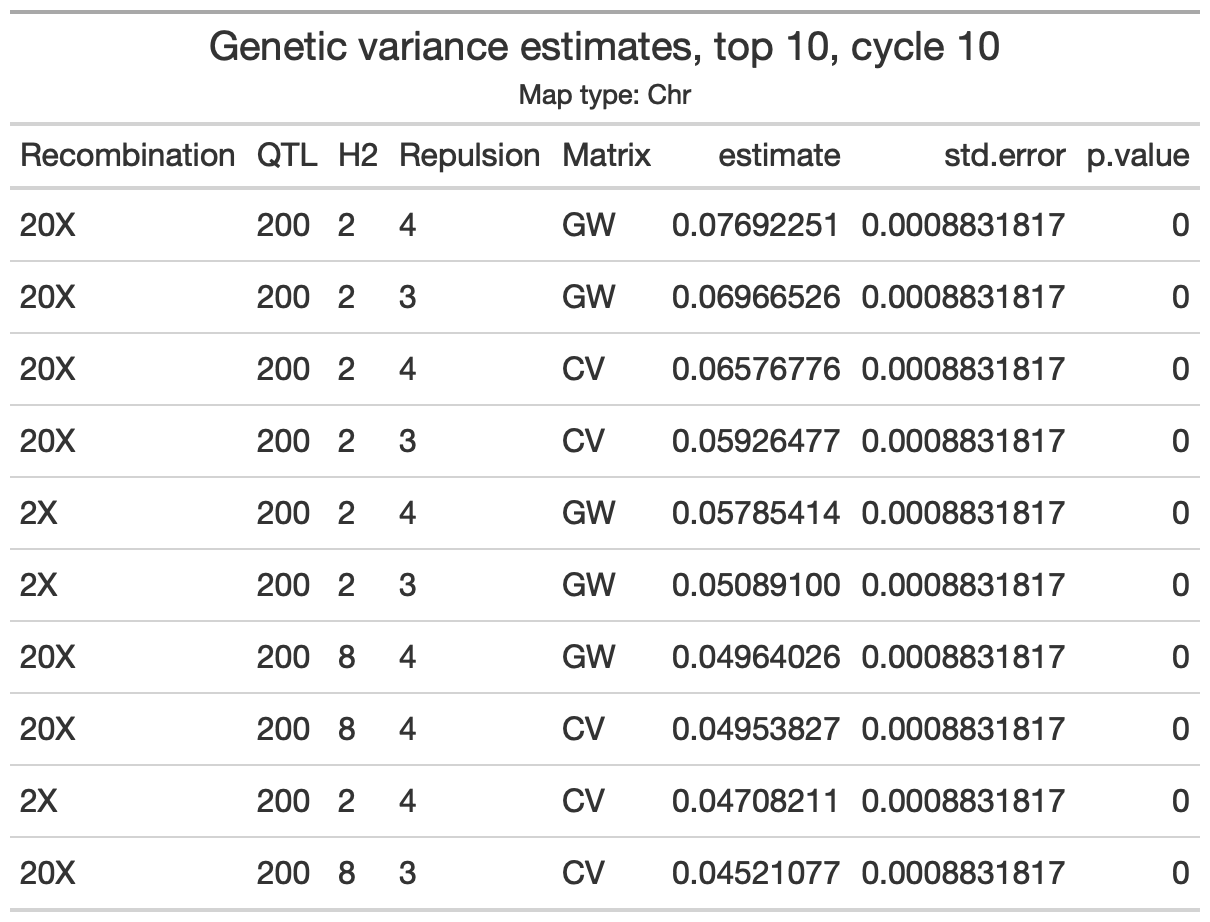 Genetic variance estimates, top 10, cycle 10
Map type: Chr
Recombination QTL H2 Repulsion Matrix estimate std.error p.value
20X 200 2 4 GW 0.07692251 0.0008831817 0
20X 200 2 3 GW 0.06966526 0.0008831817 0
20X 200 2 4 CV 0.06576776 0.0008831817 0
20X 200 2 3 CV 0.05926477 0.0008831817 0
2X 200 2 4 GW 0.05785414 0.0008831817 0
2X 200 2 3 GW 0.05089100 0.0008831817 0
20X 200 8 4 GW 0.04964026 0.0008831817 0
20X 200 8 4 CV 0.04953827 0.0008831817 0
2X 200 2 4 CV 0.04708211 0.0008831817 0
20X 200 8 3 CV 0.04521077 0.0008831817 0